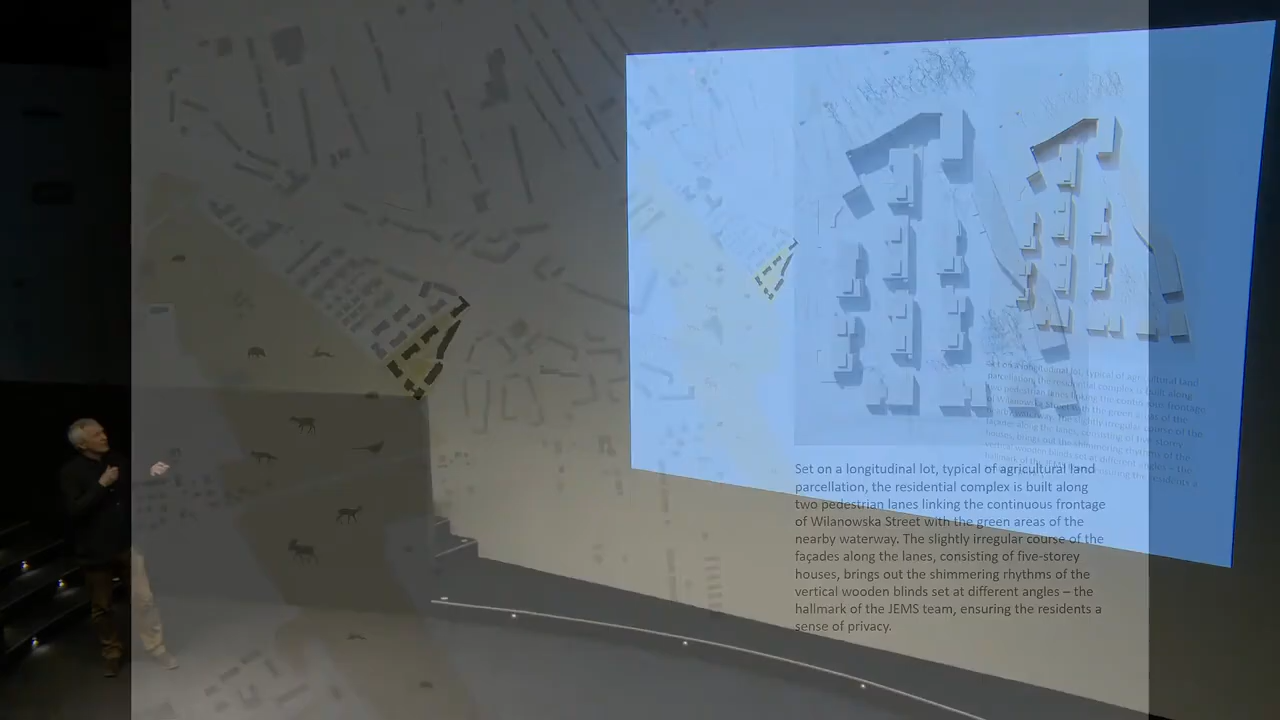 Set on a longitudinal lot, typical of agricultural land
parcellation, the residential complex is built along
two pedestrian lanes linking the continuous frontage
of Wilanowska Street with the green areas of the
nearby waterway. The slightly irregular course of the
façades along the lanes, consisting of five-storey
houses, brings out the shimmering rhythms of the
vertical wooden blinds set at different angles – the
hallmark of the JEMS team, ensuring the residents a
sense of privacy.